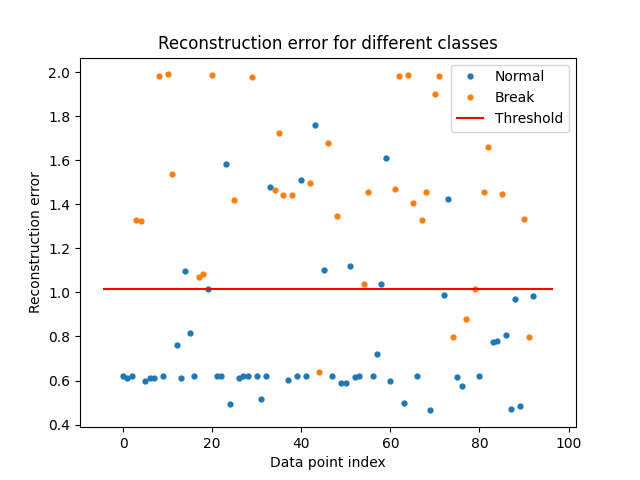 Reconstruction error for different classes
Normal
Break
Threshold
2.0
1.8
1.6
1.4
1.2
1.0
0.8
0.6
0.4
Reconstruction error
0
20
40
60
80
100
Data point index